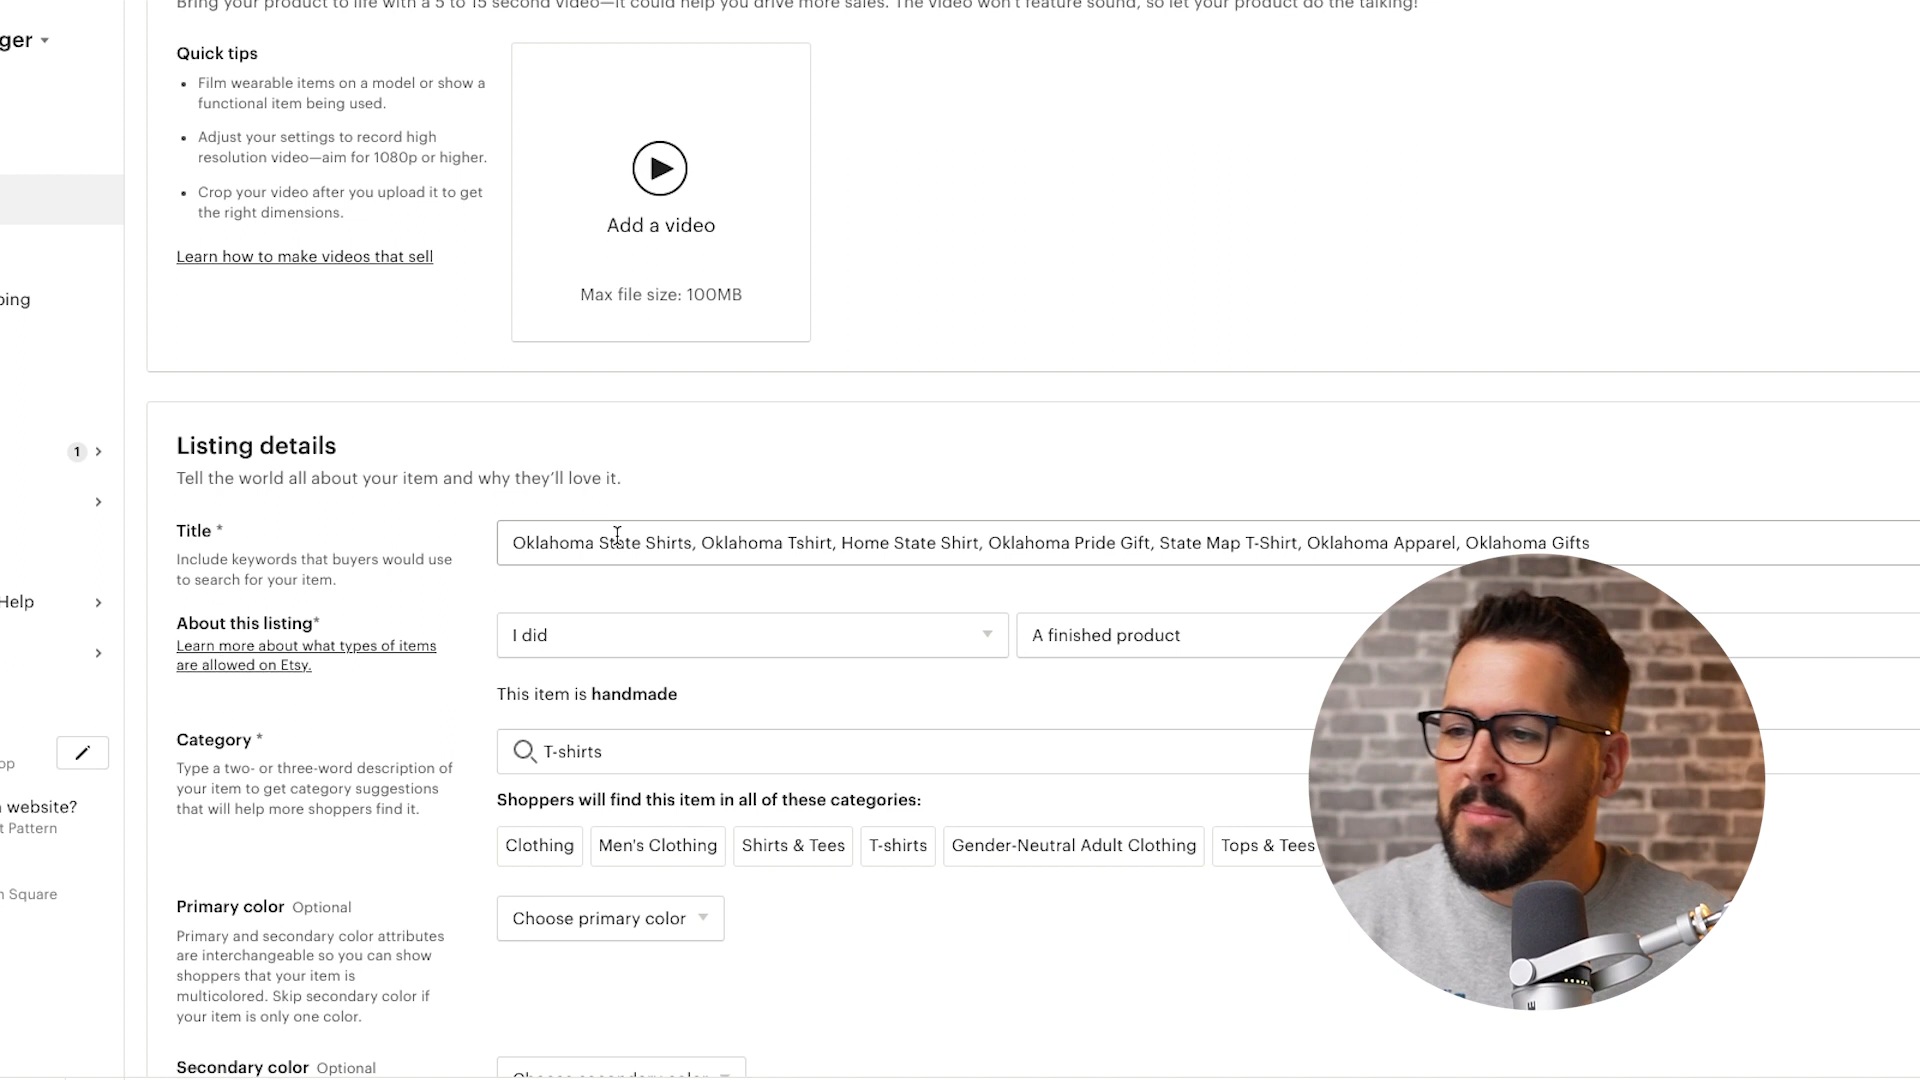 Bring your product to life with a 5 to 15 second video—it could help you drive more sales. The video won't feature sound, so let your product do the talking!
ger
Quick tips
Film wearable items on a model or show a
functional item being used.
Adjust your settings to record high
resolution video—aim for 1080p or higher.
Crop your video after you upload it to get
the right dimensions.
Learn how to make videos that sell
Add a video
Max file size: 100MB
ping
1
Help
op
n website?
t Pattern
n Square
Listing details
Tell the world all about your item and why they'll love it.
Title *
Include keywords that buyers would use
to search for your item.
Oklahoma State Shirts, Oklahoma Tshirt, Home State Shirt, Oklahoma Pride Gift, State Map T-Shirt, Oklahoma Apparel, Oklahoma Gifts
About this listing*
Learn more about what types of items
are allowed on Etsy.
I did
A finished product
This item is handmade
Category *
Type a two- or three-word description of
your item to get category suggestions
that will help more shoppers find it.
T-shirts
Shoppers will find this item in all of these categories:
Clothing Men's Clothing Shirts & Tees T-shirts Gender-Neutral Adult Clothing Tops & Tees
Primary color Optional
Primary and secondary color attributes
are interchangeable so you can show
shoppers that your item is
multicolored. Skip secondary color if
your item is only one color.
Choose primary color
Secondary color Optional
Choose secondary color